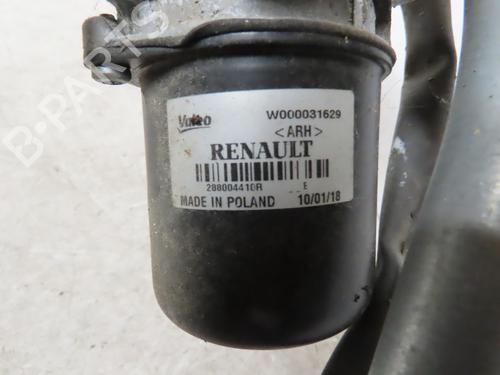 B-PARTS
Valeo W000031629
<ARH>
RENAULT
288004410R E
MADE IN POLAND 10/01/18